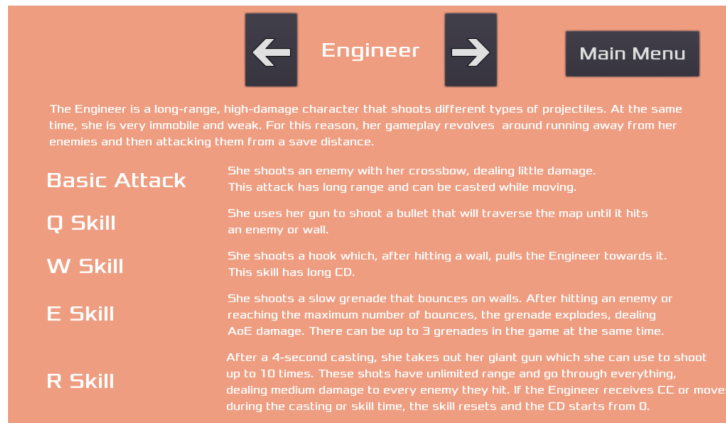 Engineer
Main Menu
The Engineer is a long-range, high-damage character that shoots different types of projectiles. At the same
time, she is very immobile and weak. For this reason, her gameplay revolves around running away from her
enemies and then attacking them from a save distance.
Basic Attack
She shoots an enemy with her crossbow, dealing little damage.
This attack has long range and can be casted while moving.
Q Skill
She uses her gun to shoot a bullet that will traverse the map until it hits
an enemy or wall.
W Skill
She shoots a hook which, after hitting a wall, pulls the Engineer towards it.
This skill has long CD.
E Skill
She shoots a slow grenade that bounces on walls. After hitting an enemy or
reaching the maximum number of bounces, the grenade explodes, dealing
AoE damage. There can be up to 3 grenades in the game at the same time.
R Skill
After a 4-second casting, she takes out her giant gun which she can use to shoot
up to 10 times. These shots have unlimited range and go through everything,
dealing medium damage to every enemy they hit. If the Engineer receives CC or move
during the casting or skill time, the skill resets and the CD starts from 0.